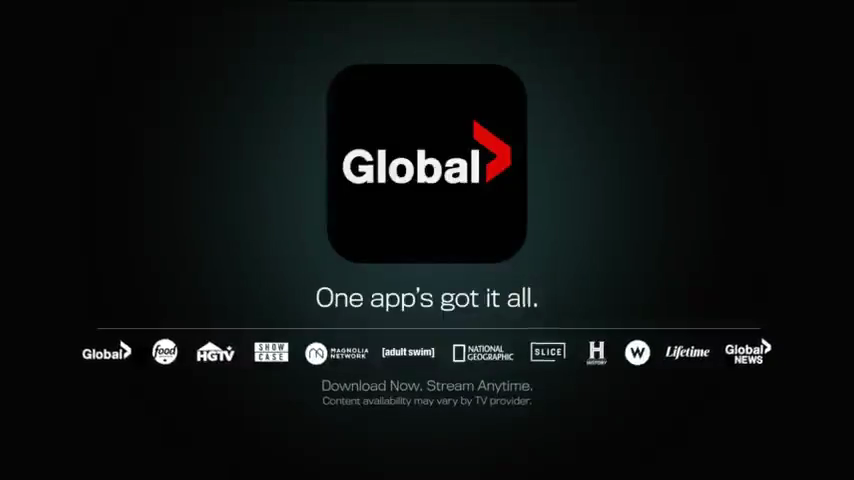 Global
One app's got it all.
Global food HGTV SHOW CASE MAGNOLIA NETWORK [adult swim] NATIONAL GEOGRAPHIC SLICE H HISTORY W Lifetime Global NEWS
Download Now. Stream Anytime.
Content availability may vary by TV provider.